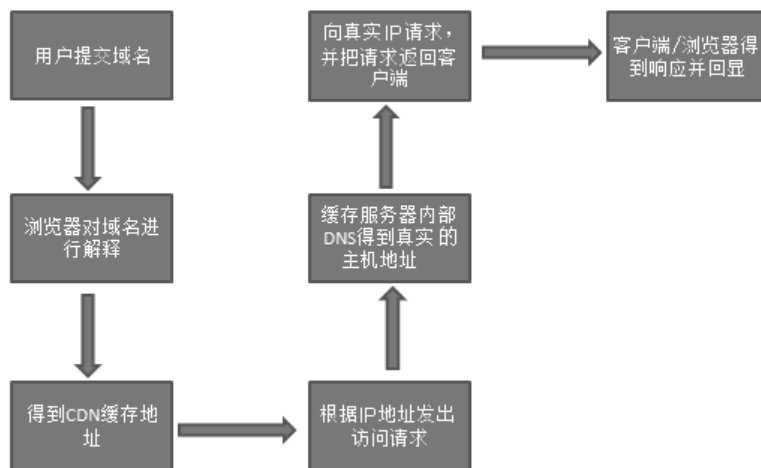 用户提交域名
浏览器对域名进
行解释
得到CDN缓存地
址
根据IP地址发出
访问请求
缓存服务器内部
DNS得到真实的
主机地址
向真实IP请求，
并把请求返回客
户端
客户端/浏览器得
到响应并回显